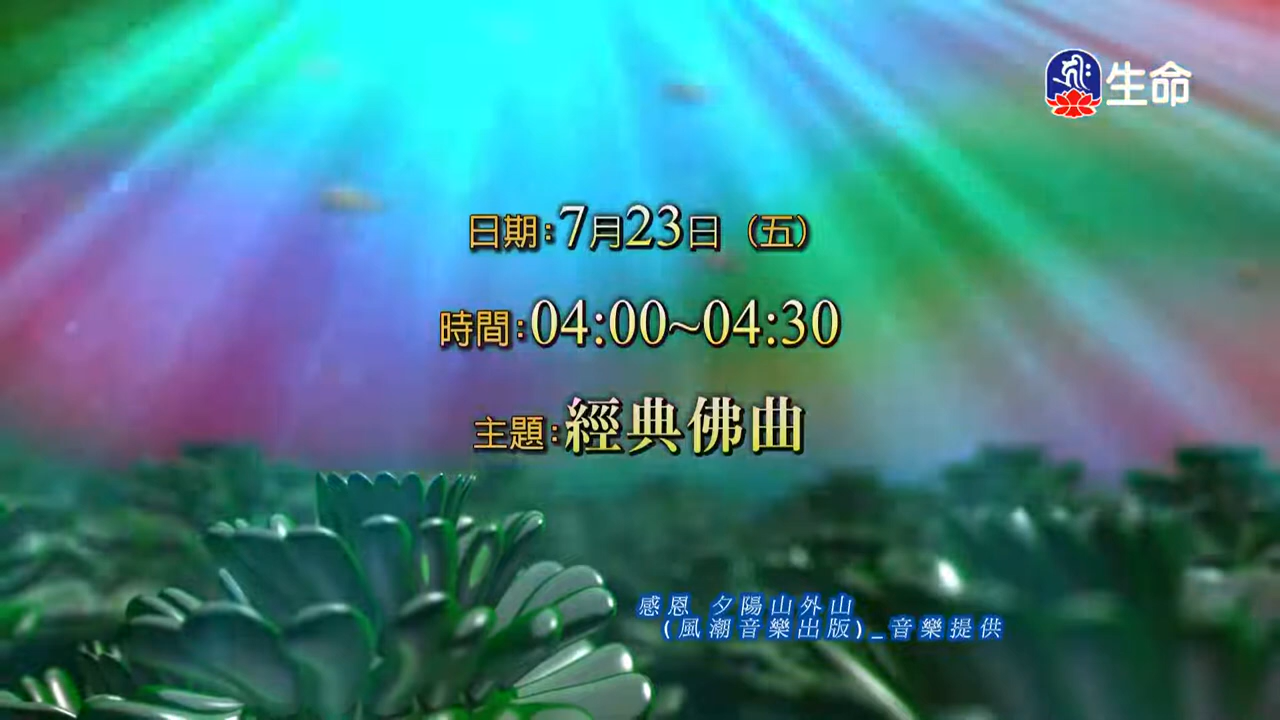 生命
日期:7月23日(五)
時間:04:00~04:30
主題:經典佛曲
感恩 夕陽山外山
(風潮音樂出版)_音樂提供